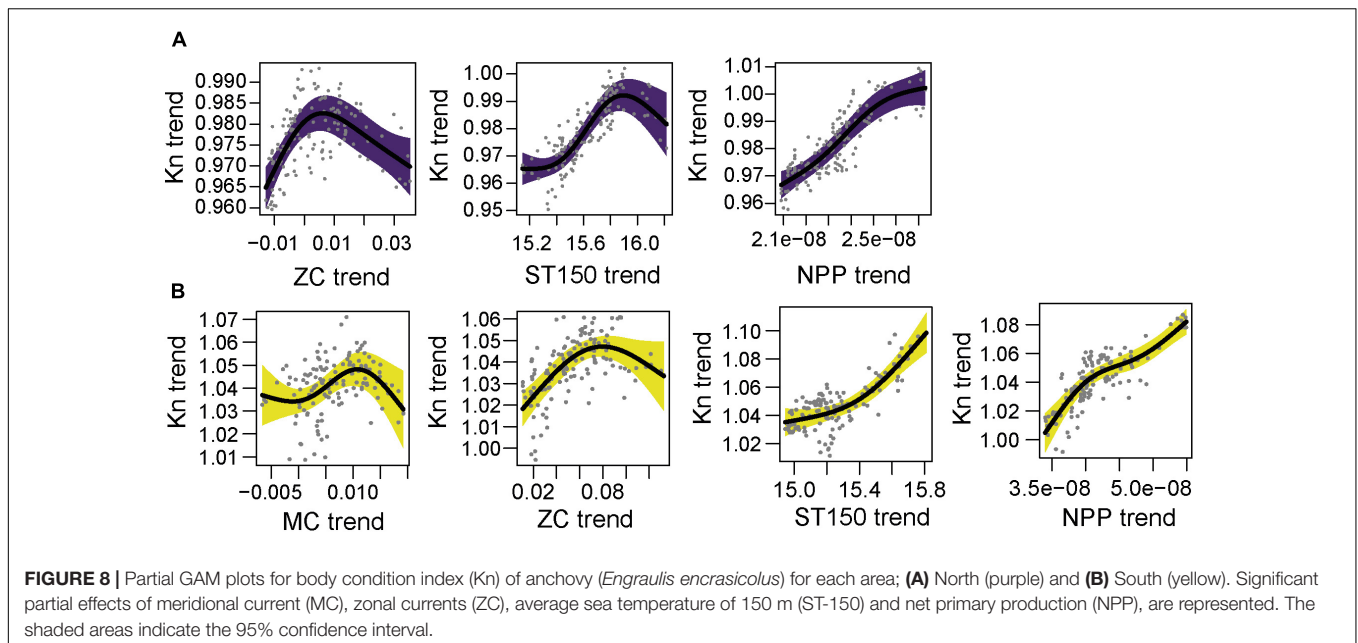 A
Kn trend
0.990
0.985
0.980
0.975
0.970
0.965
0.960
−0.01 0.01 0.03
ZC trend
Kn trend
1.00
0.99
0.98
0.97
0.96
0.95
15.2 15.6 16.0
ST150 trend
Kn trend
1.01
1.00
0.99
0.98
0.97
0.96
2.1e−08 2.5e−08
NPP trend
B
Kn trend
1.07
1.06
1.05
1.04
1.03
1.02
1.01
−0.005 0.010
MC trend
Kn trend
1.06
1.05
1.04
1.03
1.02
1.01
1.00
0.02 0.08
ZC trend
Kn trend
1.10
1.08
1.06
1.04
1.02
15.0 15.4 15.8
ST150 trend
Kn trend
1.08
1.06
1.04
1.02
1.00
3.5e−08 5.0e−08
NPP trend
FIGURE 8 | Partial GAM plots for body condition index (Kn) of anchovy (Engraulis encrasicolus) for each area; (A) North (purple) and (B) South (yellow). Significant
partial effects of meridional current (MC), zonal currents (ZC), average sea temperature of 150 m (ST-150) and net primary production (NPP), are represented. The
shaded areas indicate the 95% confidence interval.